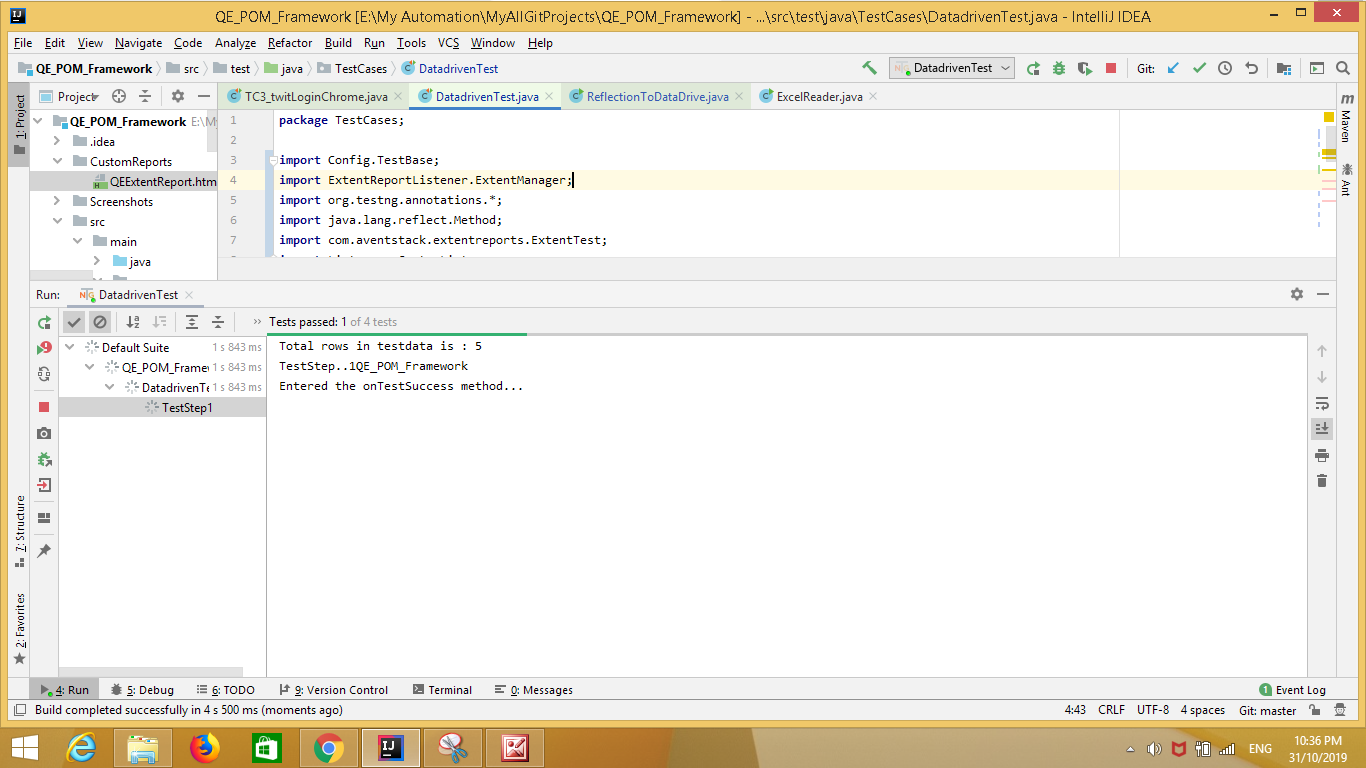 QE_POM_Framework [E:\My Automation\MyAllGitProjects\QE_POM_Framework] - ...\src\test\java\TestCases\DatadrivenTest.java - IntelliJ IDEA
File Edit View Navigate Code Analyze Refactor Build Run Tools VCS Window Help
QE_POM_Framework src test java TestCases DatadrivenTest DatadrivenTest Git:
Project TC3_twitLoginChrome.java DatadrivenTest.java ReflectionToDataDrive.java ExcelReader.java
1: Project
QE_POM_Framework E:\M
.idea
CustomReports
QEExtentReport.htm
Screenshots
src
main
java
1 package TestCases;
2
3 import Config.TestBase;
4 import ExtentReportListener.ExtentManager;
5 import org.testng.annotations.*;
6 import java.lang.reflect.Method;
7 import com.aventstack.extentreports.ExtentTest;
Maven
Ant
Run: DatadrivenTest
» Tests passed: 1 of 4 tests
Default Suite 1 s 843 ms
QE_POM_Frame 1 s 843 ms
DatadrivenTe 1 s 843 ms
TestStep1
Total rows in testdata is : 5
TestStep..1QE_POM_Framework
Entered the onTestSuccess method...
7: Structure
2: Favorites
4: Run 5: Debug 6: TODO 9: Version Control Terminal 0: Messages 1 Event Log
Build completed successfully in 4 s 500 ms (moments ago) 4:43 CRLF UTF-8 4 spaces Git: master
ENG
10:36 PM
31/10/2019